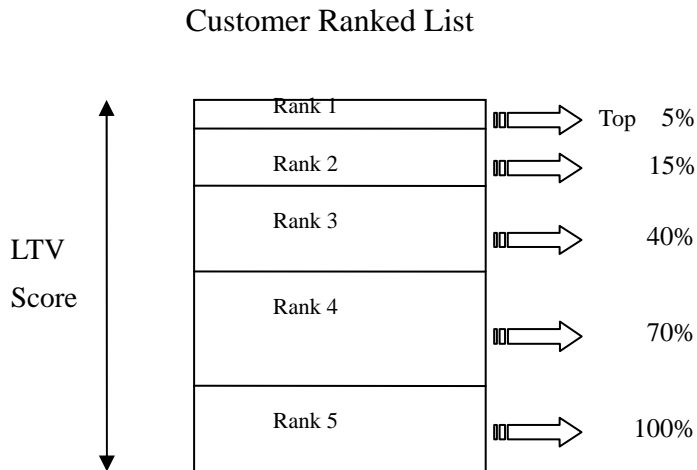 Customer Ranked List
Rank 1
Top 5%
Rank 2
15%
Rank 3
40%
LTV
Score
Rank 4
70%
Rank 5
100%